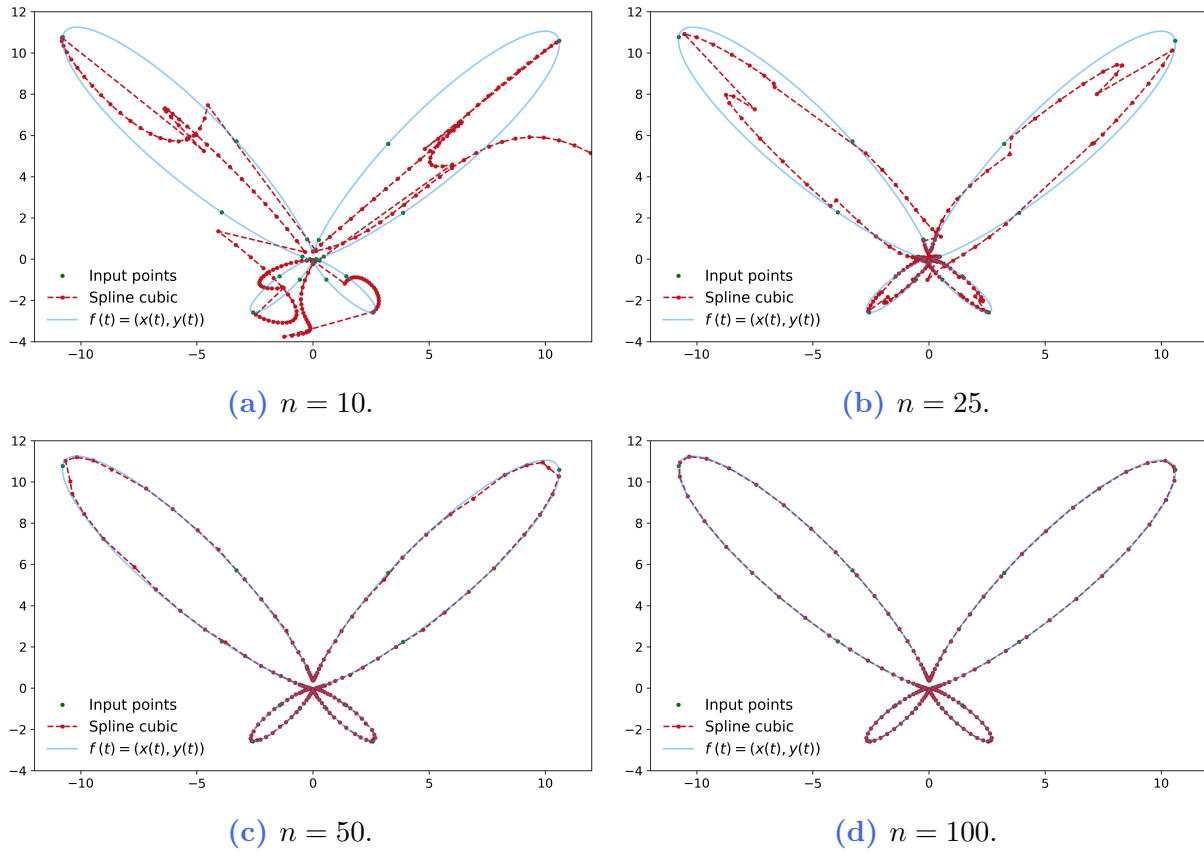 12
10
8
6
4
2
0
−2
−4
Input points
Spline cubic
f (t) = (x(t), y(t))
−10 −5 0 5 10
(a) n = 10.
12
10
8
6
4
2
0
−2
−4
Input points
Spline cubic
f (t) = (x(t), y(t))
−10 −5 0 5 10
(b) n = 25.
12
10
8
6
4
2
0
−2
−4
Input points
Spline cubic
f (t) = (x(t), y(t))
−10 −5 0 5 10
(c) n = 50.
12
10
8
6
4
2
0
−2
−4
Input points
Spline cubic
f (t) = (x(t), y(t))
−10 −5 0 5 10
(d) n = 100.